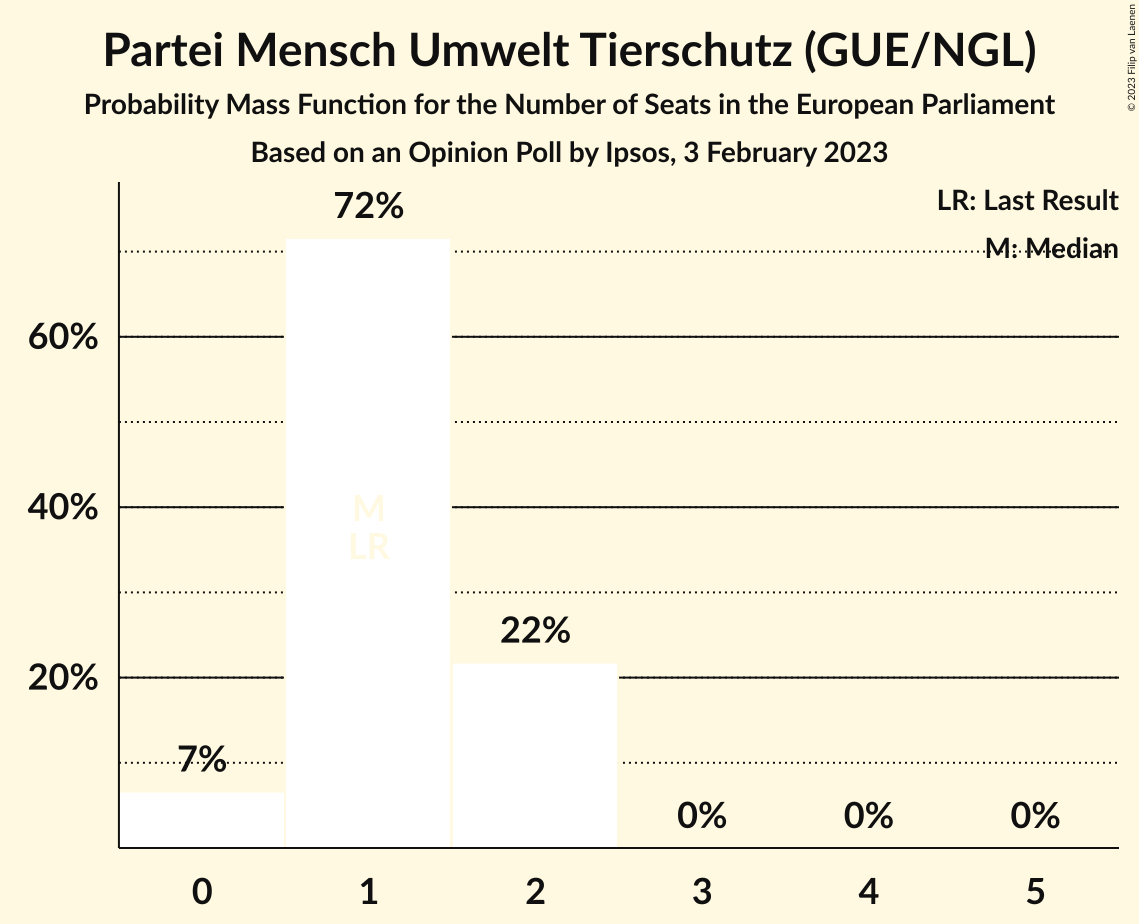 Partei Mensch Umwelt Tierschutz (GUE/NGL)
Probability Mass Function for the Number of Seats in the European Parliament
Based on an Opinion Poll by Ipsos, 3 February 2023
© 2023 Filip van Laenen
LR: Last Result
M: Median
72%
60%
40%
M
LR
22%
20%
7%
0% 0% 0%
0 1 2 3 4 5